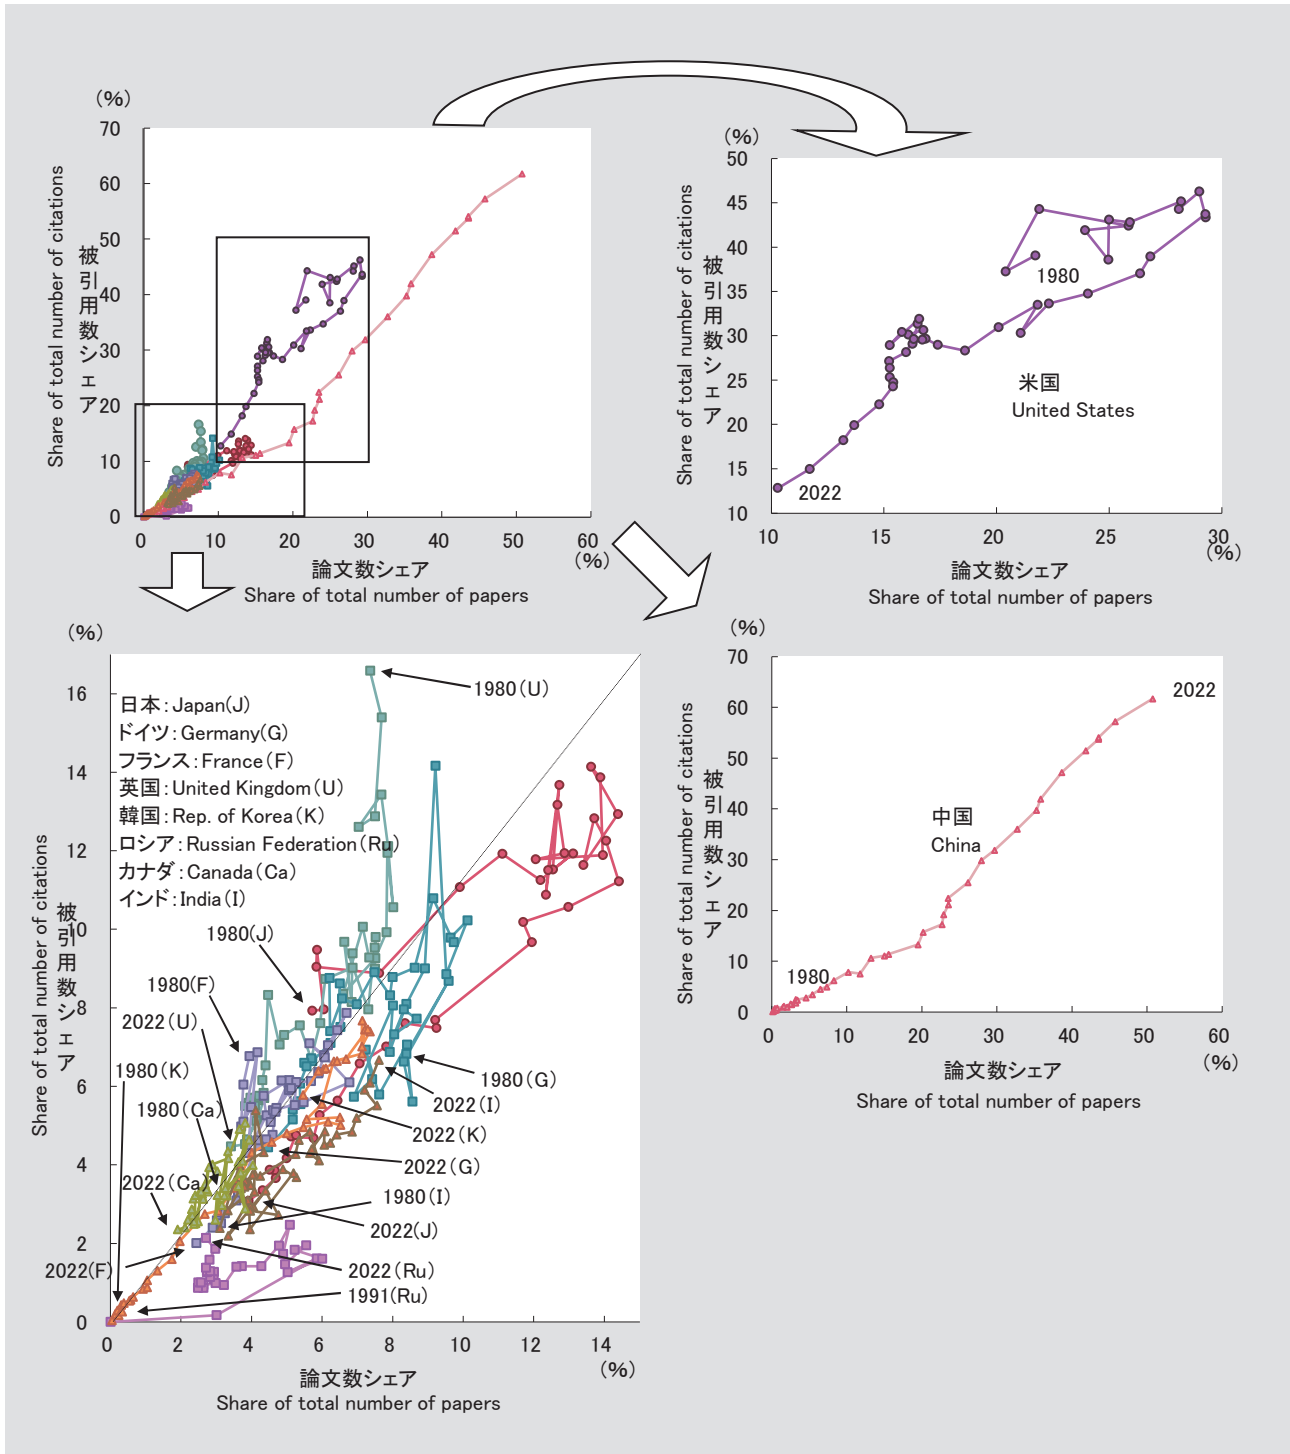 (%)
70
60
50
40
30
20
10
0
被引用数シェア
Share of total number of citations
0
10
20
30
40
50
60
(%)
論文数シェア
Share of total number of papers
(%)
50
45
40
35
30
25
20
15
10
被引用数シェア
Share of total number of citations
1980
米国
United States
2022
10
15
20
25
30
(%)
論文数シェア
Share of total number of papers
(%)
16
14
12
10
8
6
4
2
0
被引用数シェア
Share of total number of citations
日本:Japan(J)
ドイツ:Germany(G)
フランス:France(F)
英国:United Kingdom(U)
韓国:Rep. of Korea(K)
ロシア:Russian Federation(Ru)
カナダ:Canada(Ca)
インド:India(I)
1980(U)
1980(J)
1980(F)
2022(U)
1980(K)
1980(Ca)
2022(Ca)
2022(F)
1980(G)
2022(I)
2022(K)
2022(G)
1980(I)
2022(J)
2022(Ru)
1991(Ru)
0
2
4
6
8
10
12
14
(%)
論文数シェア
Share of total number of papers
(%)
70
60
50
40
30
20
10
0
被引用数シェア
Share of total number of citations
2022
中国
China
1980
0
10
20
30
40
50
60
(%)
論文数シェア
Share of total number of papers